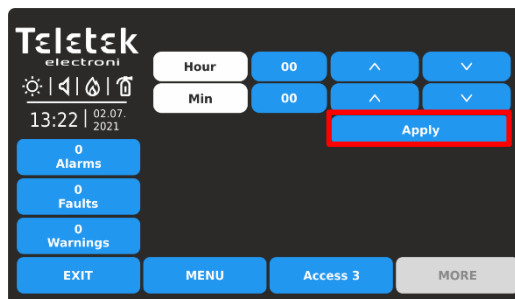 Teletek
electroni
Hour 00
Min 00
13:22 02.07.
2021
Apply
0
Alarms
0
Faults
0
Warnings
EXIT MENU Access 3 MORE